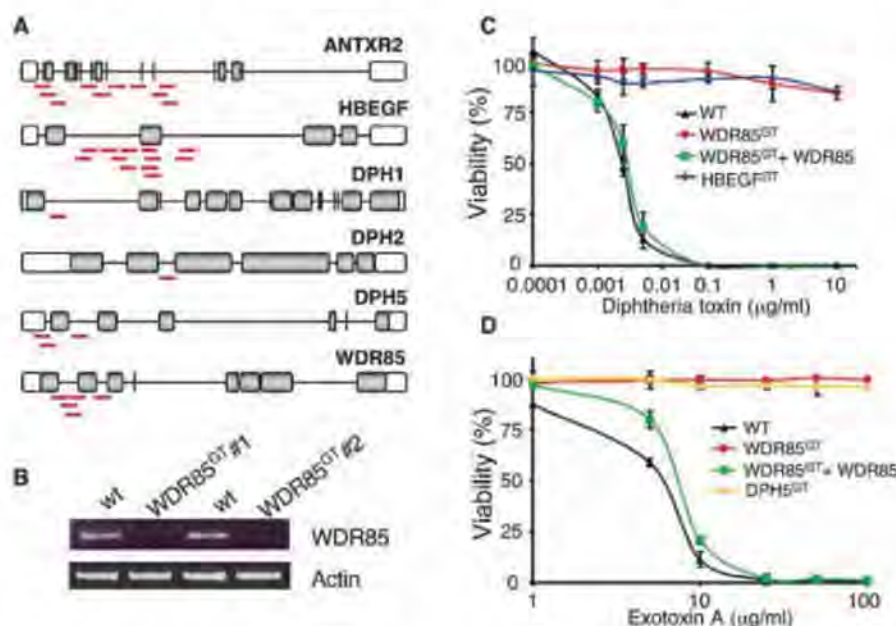 A
ANTXR2
HBEGF
DPH1
DPH2
DPH5
WDR85
B
wt
WDR85GT #1
wt
WDR85GT #2
WDR85
Actin
C
Viability (%)
100
75
50
25
0
WT
WDR85GT
WDR85GT + WDR85
HBEGFGT
0.0001 0.001 0.01 0.1 1 10
Diphtheria toxin (μg/ml)
D
Viability (%)
100
75
50
25
0
WT
WDR85GT
WDR85GT + WDR85
DPH5GT
1 10 100
Exotoxin A (μg/ml)